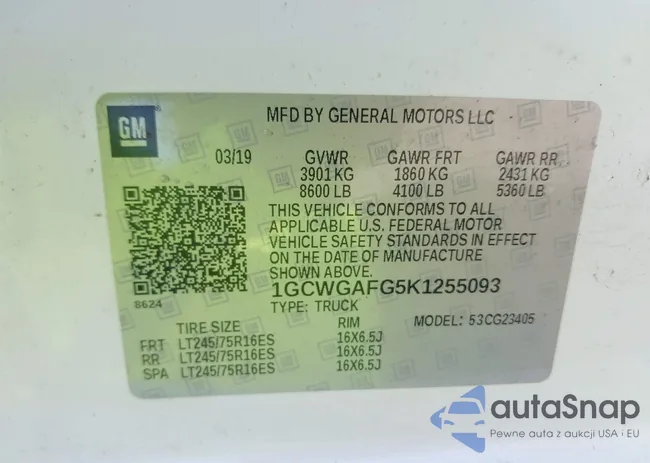 GM
MFD BY GENERAL MOTORS LLC
03/19 GVWR GAWR FRT GAWR RR
3901 KG 1860 KG 2431 KG
8600 LB 4100 LB 5360 LB
THIS VEHICLE CONFORMS TO ALL
APPLICABLE U.S. FEDERAL MOTOR
VEHICLE SAFETY STANDARDS IN EFFECT
ON THE DATE OF MANUFACTURE
SHOWN ABOVE.
8624
1GCWGAFG5K1255093
TYPE: TRUCK
TIRE SIZE RIM MODEL: 53CG23405
FRT LT245/75R16ES 16X6.5J
RR LT245/75R16ES 16X6.5J
SPA LT245/75R16ES 16X6.5J
autaSnap
Pewne auta z aukcji USA i EU